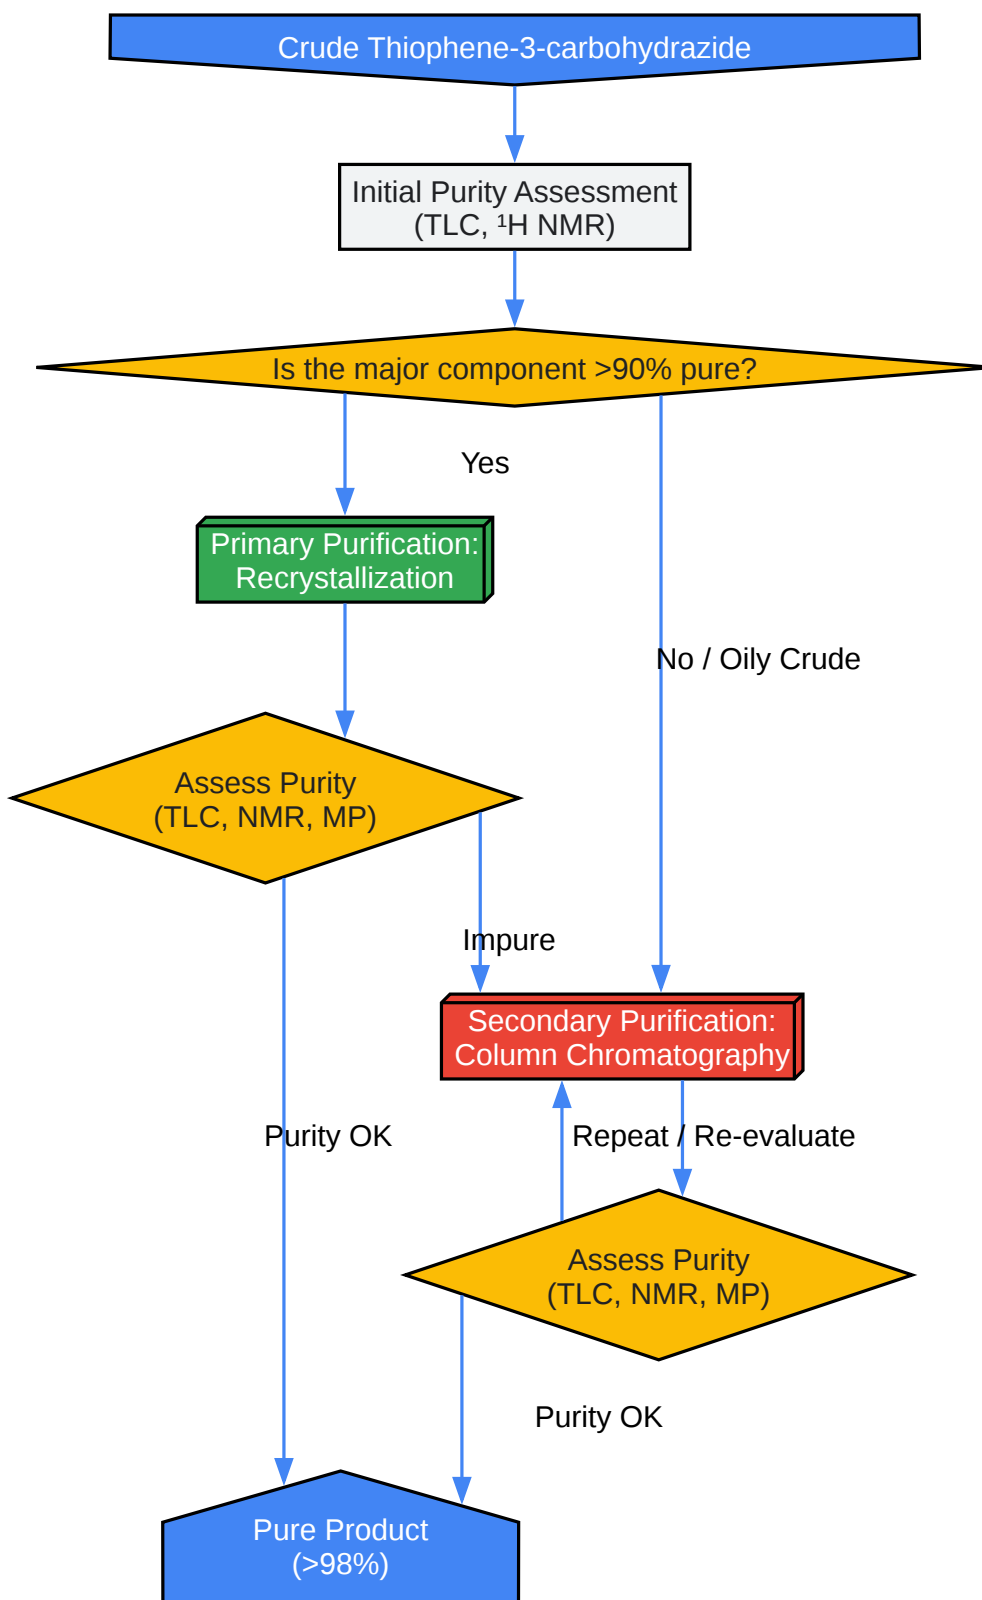 Crude Thiophene-3-carbohydrazide
Initial Purity Assessment
(TLC, ¹H NMR)
Is the major component >90% pure?
Yes
Primary Purification:
Recrystallization
No / Oily Crude
Assess Purity
(TLC, NMR, MP)
Impure
Secondary Purification:
Column Chromatography
Purity OK
Repeat / Re-evaluate
Assess Purity
(TLC, NMR, MP)
Purity OK
Pure Product
(>98%)